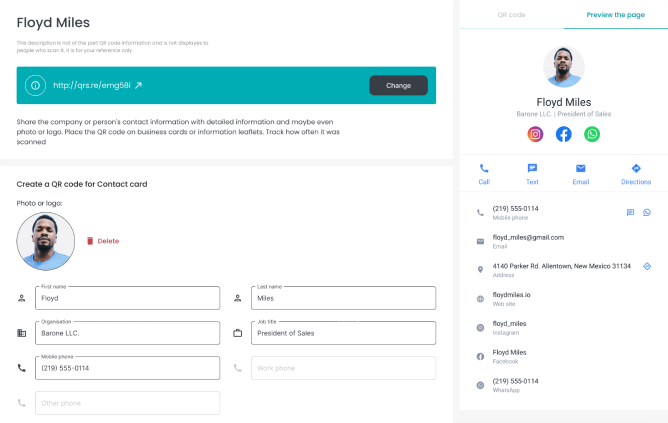 Floyd Miles
This description is not of the part QR code information and is not displayes to
people who scan it, it is for your reference only
http://qrs.re/emg58i
Change
Share the company or person's contact information with detailed information and maybe even
photo or logo. Place the QR code on business cards or information leaflets. Track how often it was
scanned
Create a QR code for Contact card
Photo or logo:
Delete
First name
Floyd
Last name
Miles
Organisation
Barone LLC.
Job title
President of Sales
Mobile phone
(219) 555-0114
Work phone
Other phone
QR code
Preview the page
Floyd Miles
Barone LLC. | President of Sales
Call
Text
Email
Directions
(219) 555-0114
Mobile phone
floyd_miles@gmail.com
Email
4140 Parker Rd. Allentown, New Mexico 31134
Address
floydmiles.io
Web site
floyd_miles
Instagram
Floyd Miles
Facebook
(219) 555-0114
WhatsApp